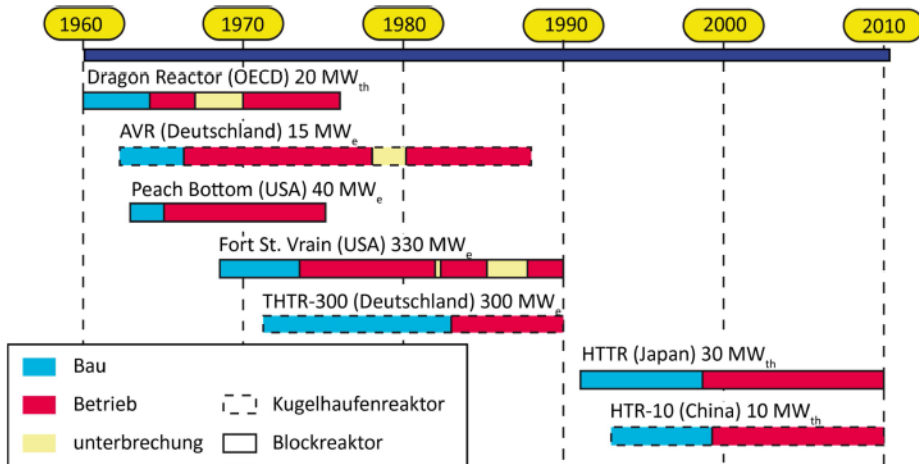 1960 1970 1980 1990 2000 2010
Dragon Reactor (OECD) 20 MWth
AVR (Deutschland) 15 MWe
Peach Bottom (USA) 40 MWe
Fort St. Vrain (USA) 330 MWe
THTR-300 (Deutschland) 300 MWe
HTTR (Japan) 30 MWth
HTR-10 (China) 10 MWth
Bau
Betrieb
Kugelhaufenreaktor
unterbrechung
Blockreaktor